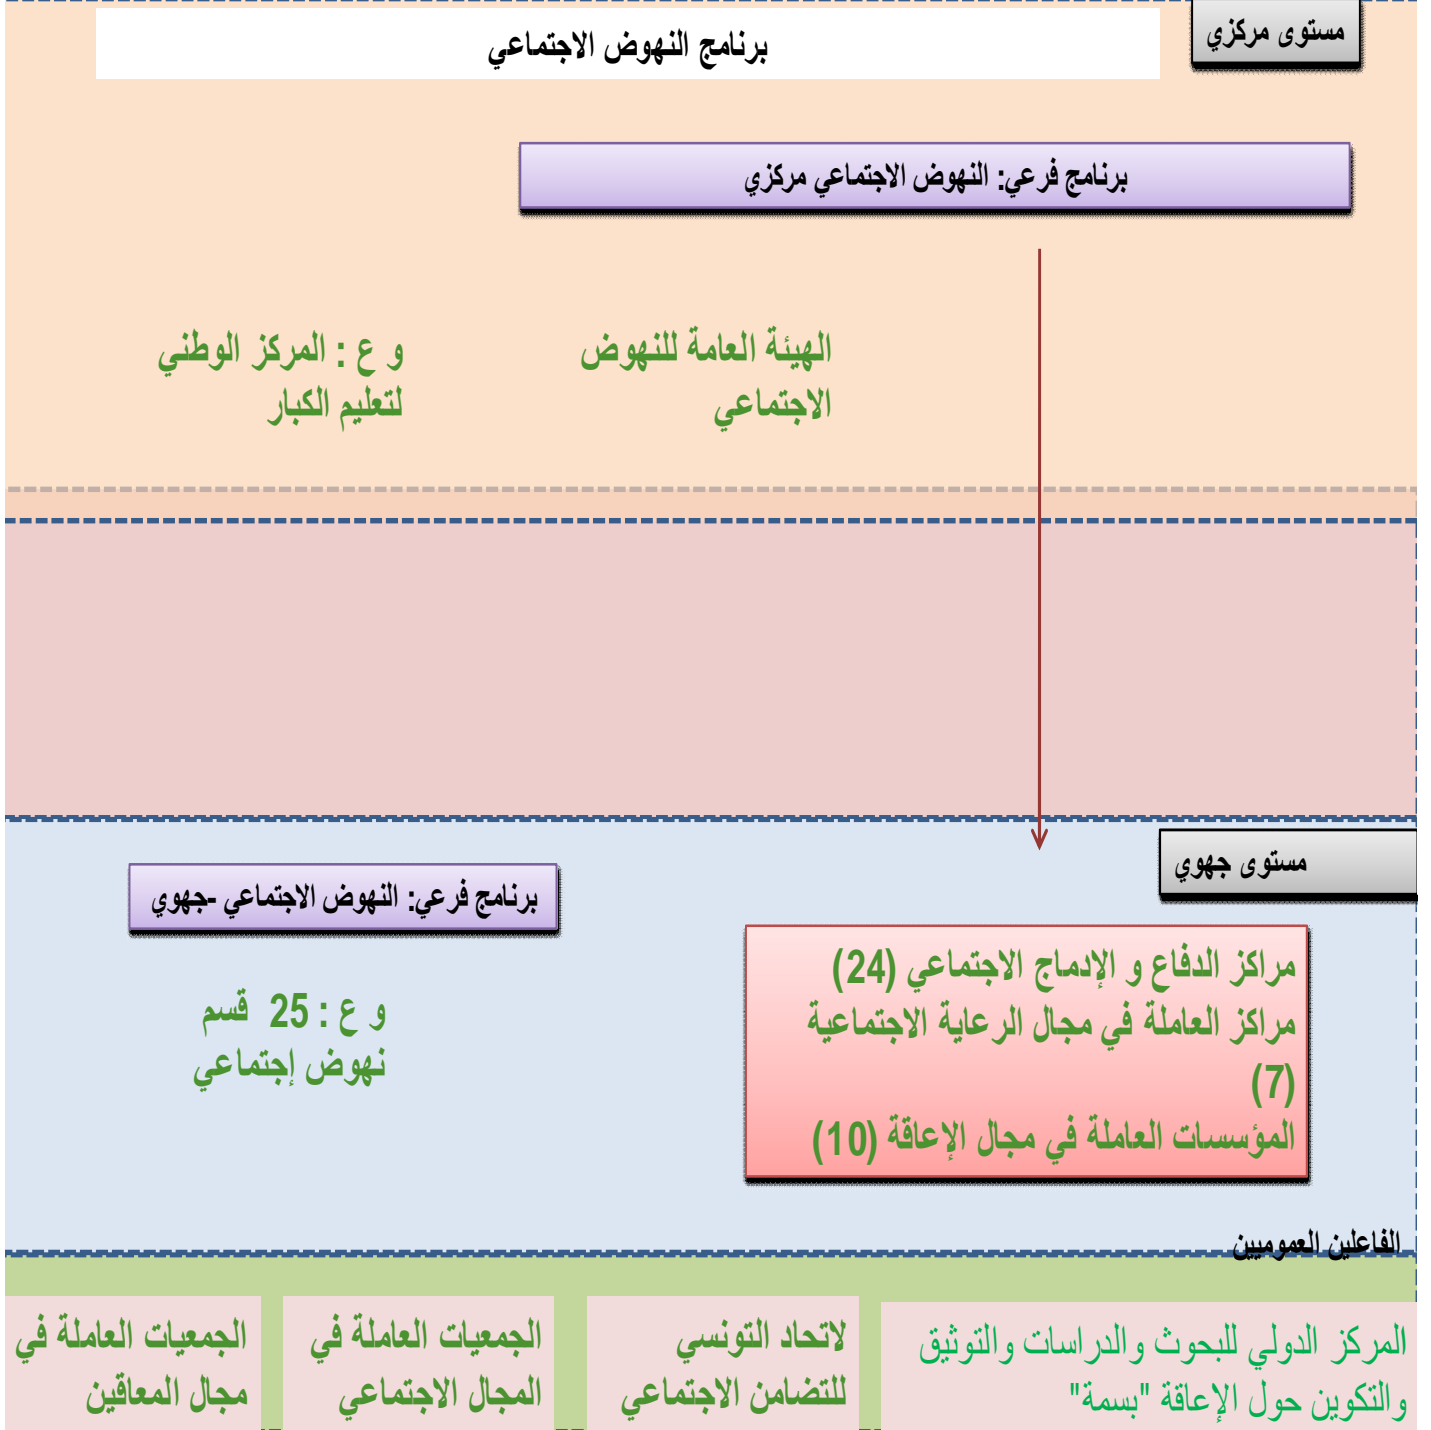 مستوى مركزي
برنامج النهوض الاجتماعي
برنامج فرعي: النهوض الاجتماعي مركزي
الهيئة العامة للنهوض
الاجتماعي
و ع : المركز الوطني
لتعليم الكبار
مستوى جهوي
برنامج فرعي: النهوض الاجتماعي -جهوي
مراكز الدفاع و الإدماج الاجتماعي (24)
مراكز العاملة في مجال الرعاية الاجتماعية
(7)
المؤسسات العاملة في مجال الإعاقة (10)
و ع : 25 قسم
نهوض إجتماعي
الفاعلين العموميين
المركز الدولي للبحوث والدراسات والتوثيق
والتكوين حول الإعاقة "بسمة"
لاتحاد التونسي
للتضامن الاجتماعي
الجمعيات العاملة في
المجال الاجتماعي
الجمعيات العاملة في
مجال المعاقين